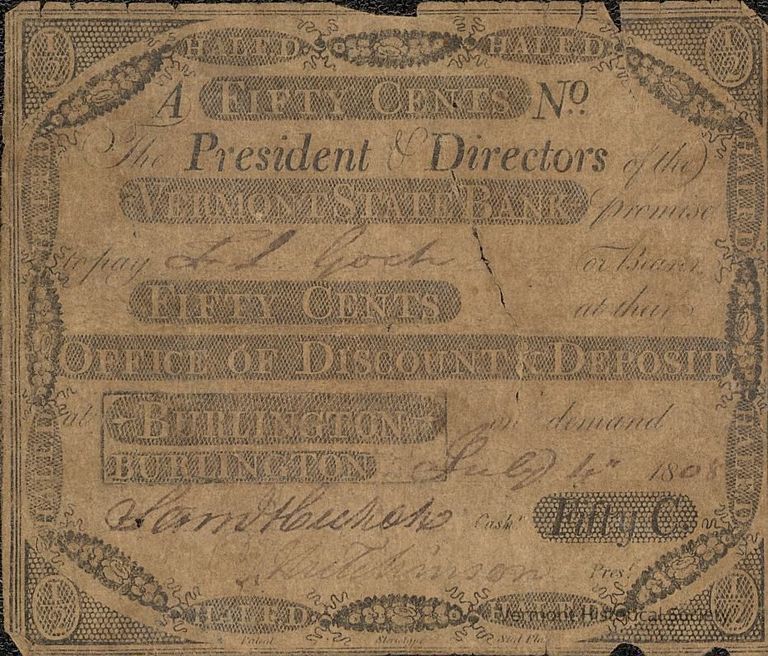 HALF D. HALF D.
A FIFTY CENTS No.
The President & Directors of the
VERMONT STATE BANK promise
to pay or Bearer
FIFTY CENTS at their
OFFICE OF DISCOUNT & DEPOSIT
at BURLINGTON on demand
BURLINGTON July 1808
Cash.r Fifty C.
Hutchinson Pres.t
HALF D.
Vermont Historical Society